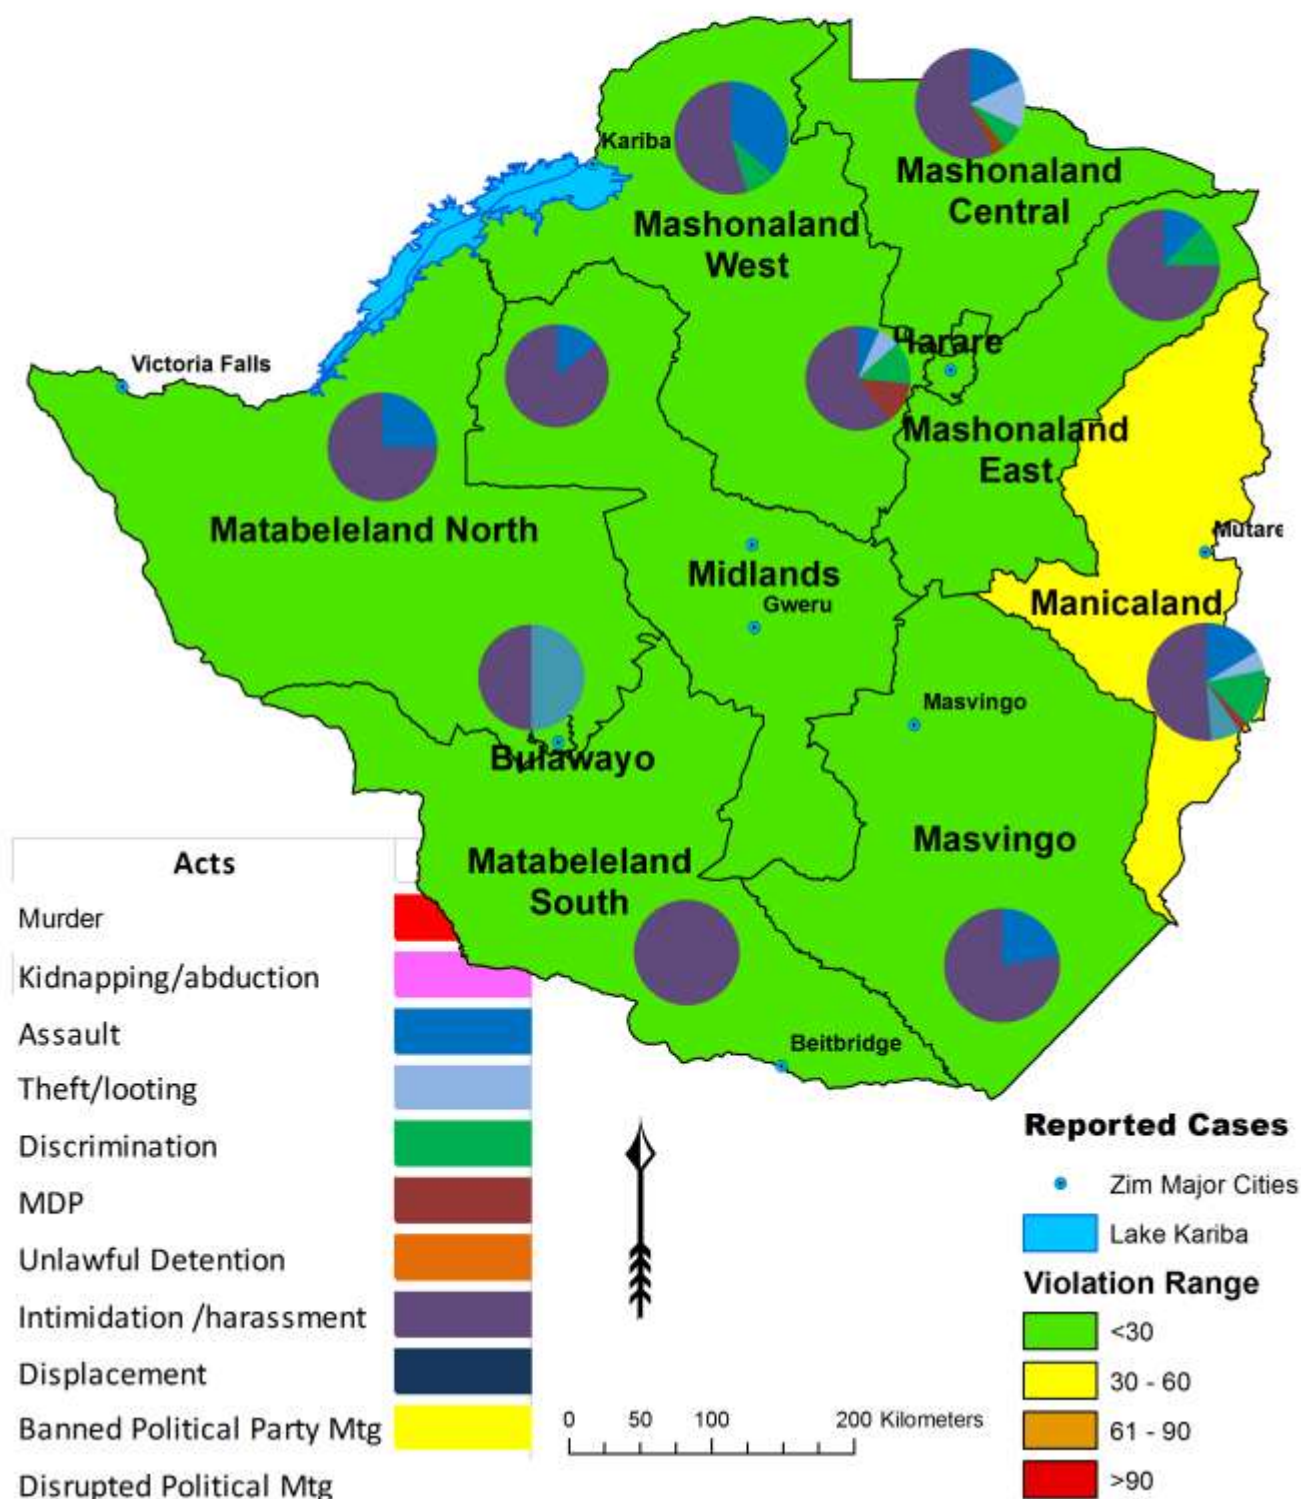 Kariba
Mashonaland
Central
Mashonaland
West
Harare
Victoria Falls
Mashonaland
East
Matabeleland North
Mutare
Midlands
Gweru
Manicaland
Masvingo
Bulawayo
Masvingo
Matabeleland
South
Beitbridge
Acts
Murder
Kidnapping/abduction
Assault
Theft/looting
Discrimination
MDP
Unlawful Detention
Intimidation /harassment
Displacement
Banned Political Party Mtg
Disrupted Political Mtg
0 50 100 200 Kilometers
Reported Cases
Zim Major Cities
Lake Kariba
Violation Range
<30
30 - 60
61 - 90
>90